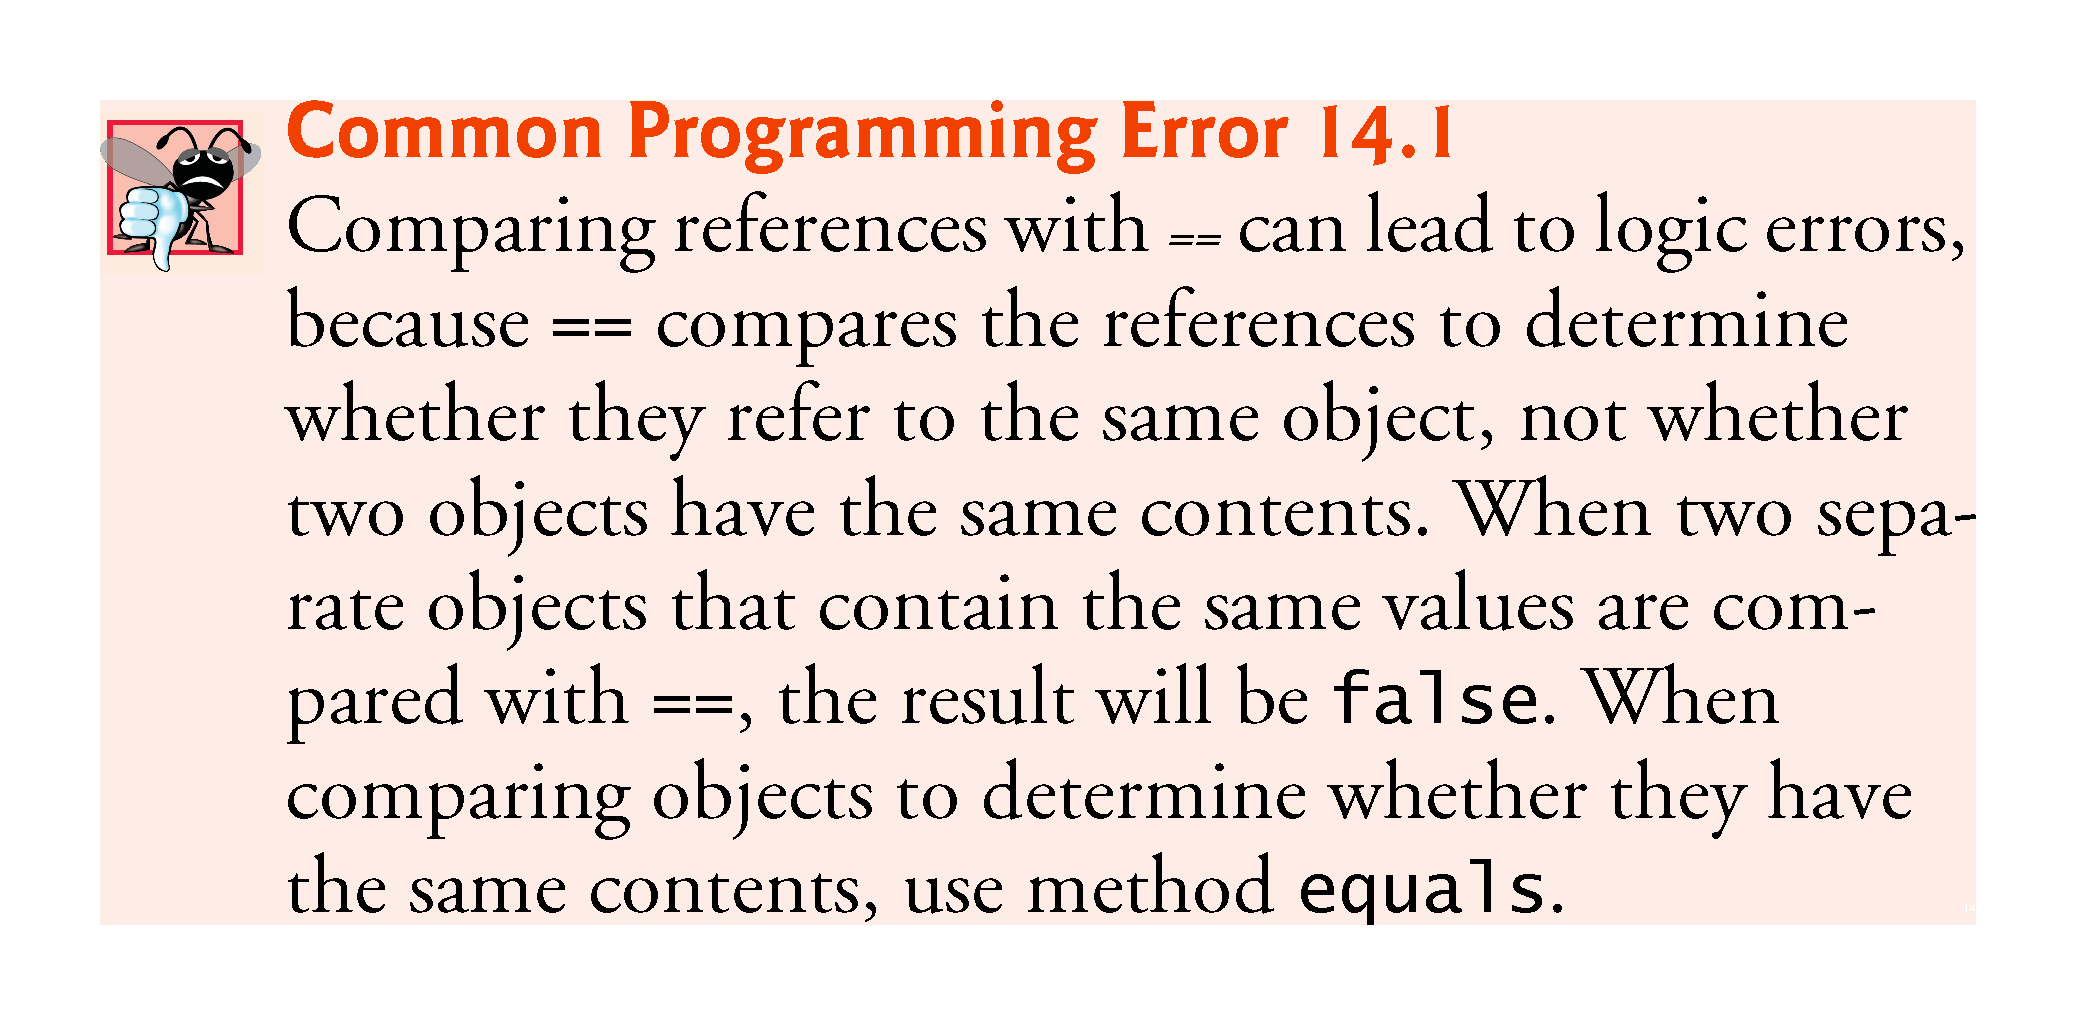 Common Programming Error 14.1
Comparing references with == can lead to logic errors,
because == compares the references to determine
whether they refer to the same object, not whether
two objects have the same contents. When two sepa-
rate objects that contain the same values are com-
pared with ==, the result will be false. When
comparing objects to determine whether they have
the same contents, use method equals.
14